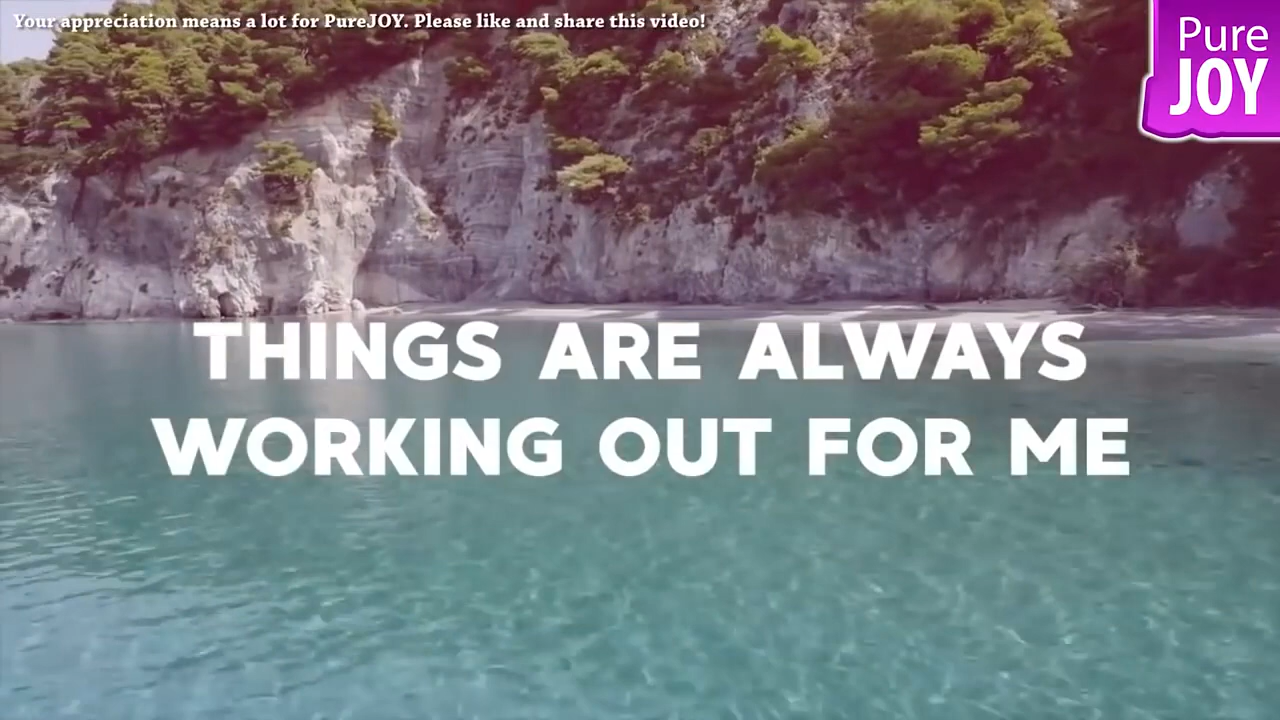 Your appreciation means a lot for PureJOY. Please like and share this video!
Pure
JOY
THINGS ARE ALWAYS
WORKING OUT FOR ME